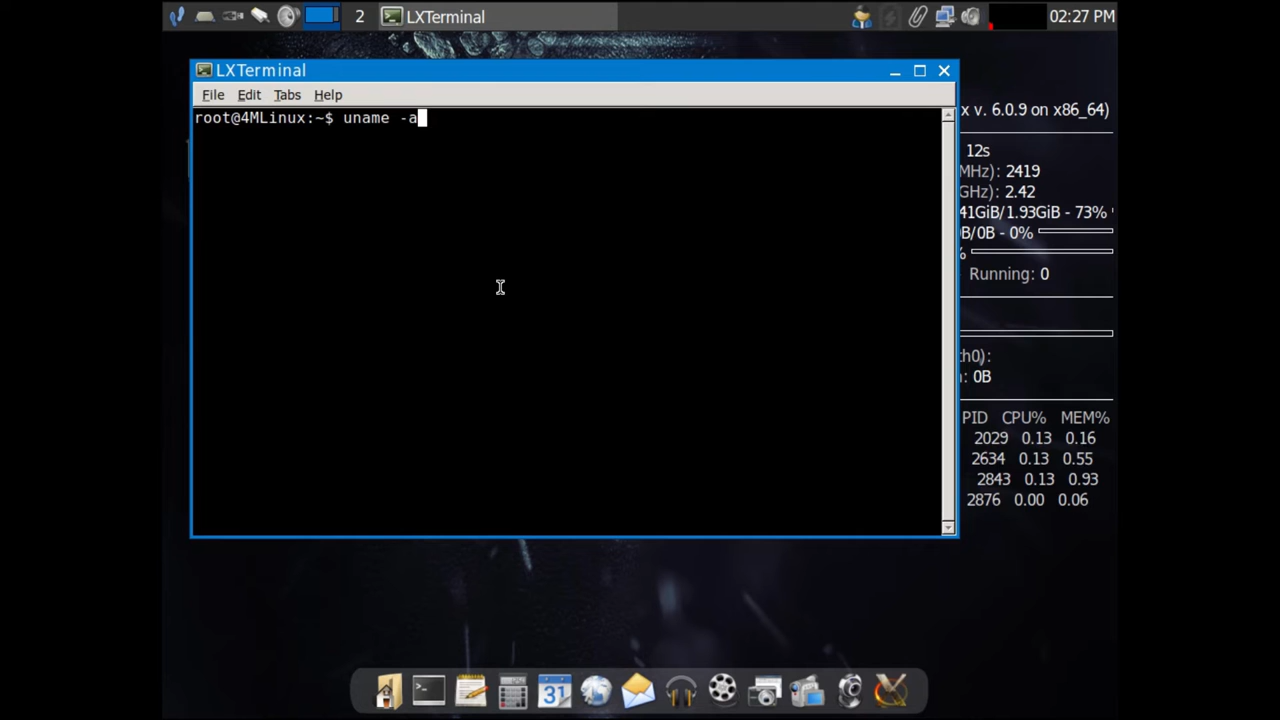 2 LXTerminal 02:27 PM
LXTerminal
File Edit Tabs Help
root@4MLinux:~$ uname -a
x v. 6.0.9 on x86_64)
12s
MHz): 2419
GHz): 2.42
41GiB/1.93GiB - 73%
0B/0B - 0%
%
Running: 0
th0):
: 0B
PID CPU% MEM%
2029 0.13 0.16
2634 0.13 0.55
2843 0.13 0.93
2876 0.00 0.06
31